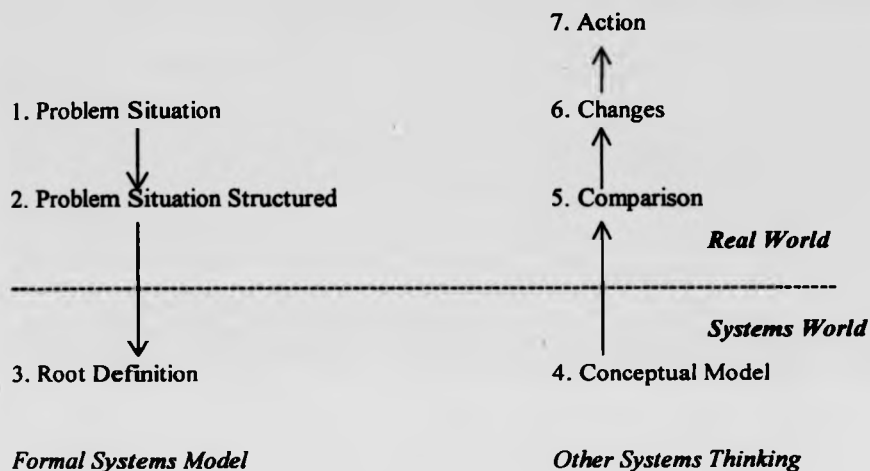 7. Action
1. Problem Situation
6. Changes
2. Problem Situation Structured
5. Comparison
Real World
Systems World
3. Root Definition
4. Conceptual Model
Formal Systems Model
Other Systems Thinking